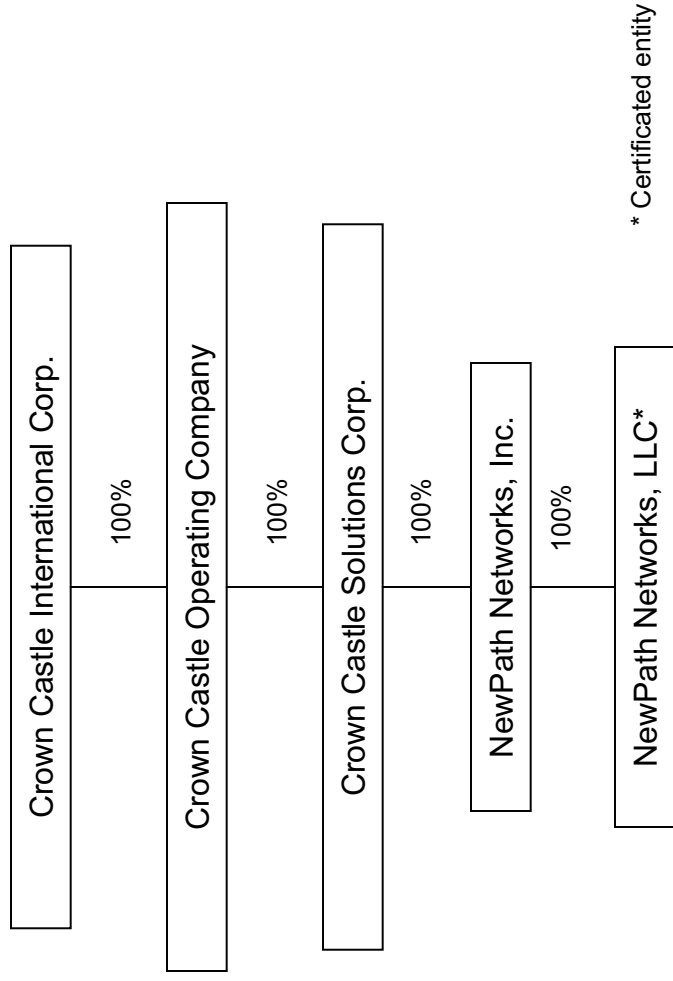 Crown Castle International Corp.
100%
Crown Castle Operating Company
100%
Crown Castle Solutions Corp.
100%
NewPath Networks, Inc.
100%
NewPath Networks, LLC*
* Certificated entity